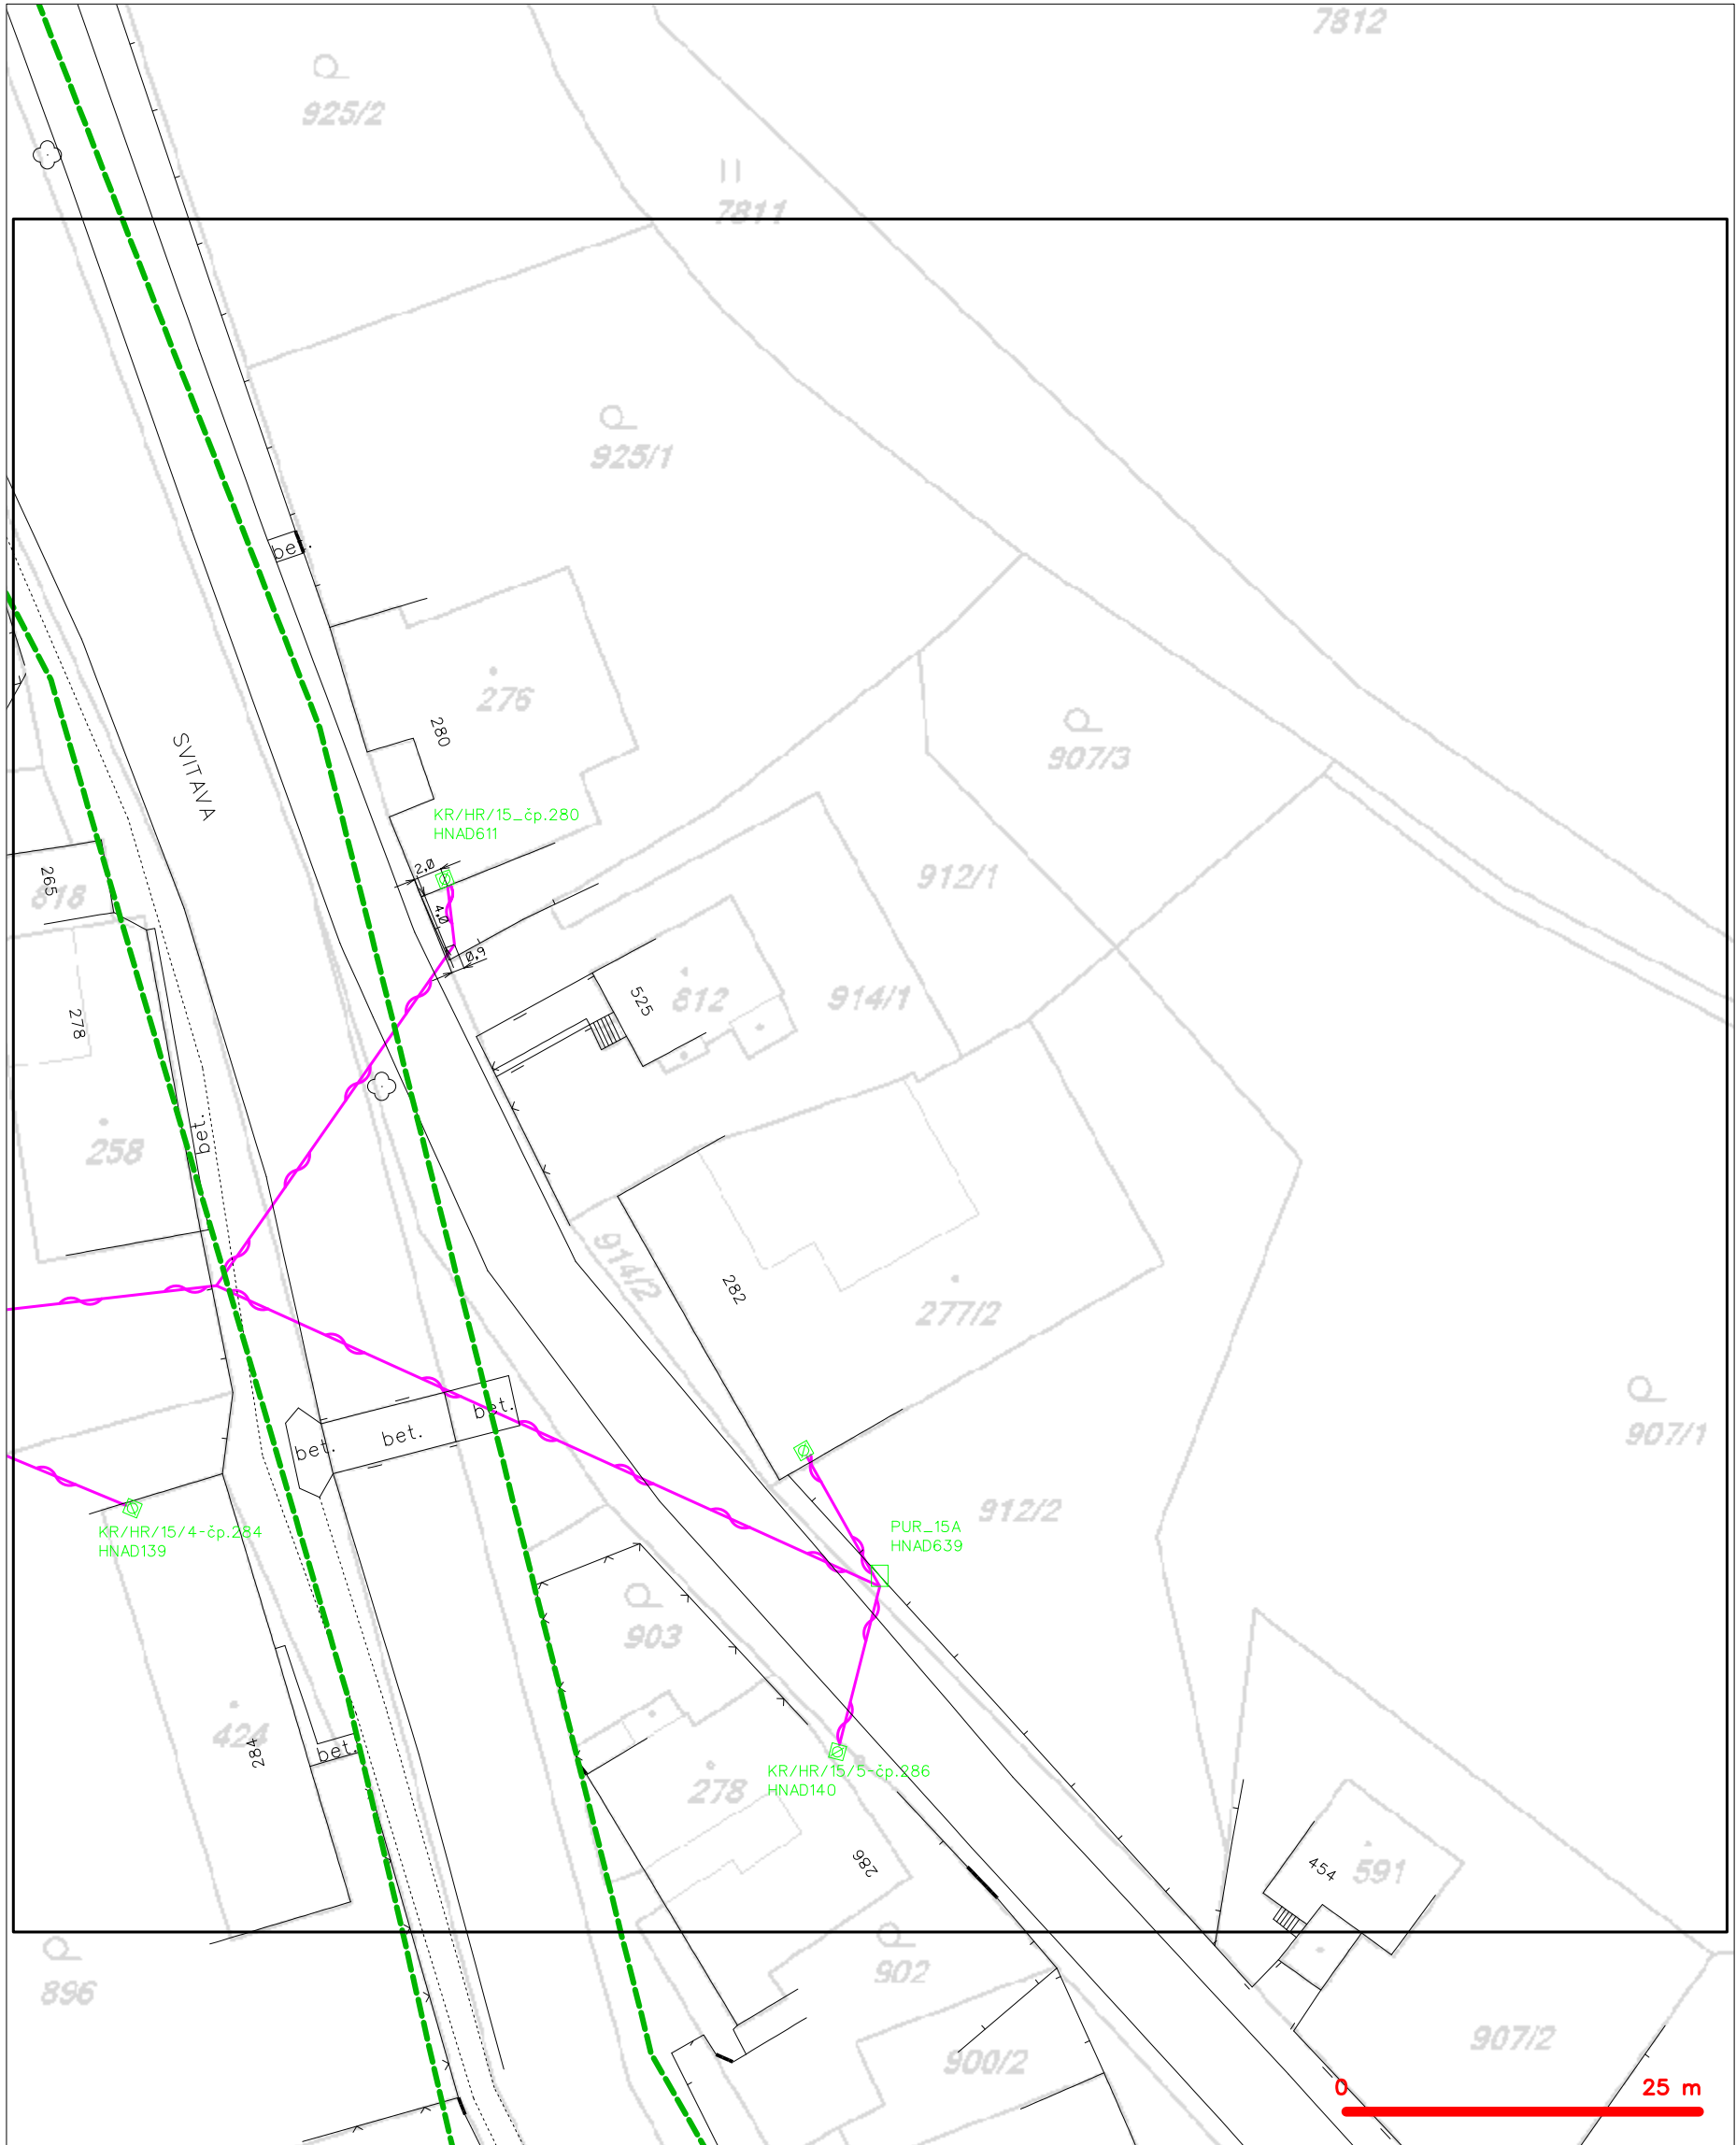 7812
925/2
7811
925/1
bet.
276
280
907/3
SVITAVA
KR/HR/15_čp.280
HNAD611
2,0
265
818
912/1
4,0
0,9
812
525
914/1
278
bet.
258
914/2
282
277/2
bet.
bet.
bet.
907/1
912/2
KR/HR/15/4-čp.284
HNAD139
PUR_15A
HNAD639
903
424
284
bet.
278
KR/HR/15/5-čp.286
HNAD140
286
454
591
896
902
900/2
907/2
0
25 m